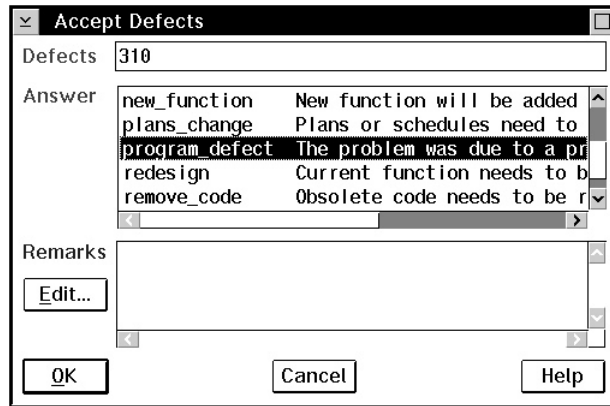 Accept Defects
Defects 310
Answer
new_function New function will be added
plans_change Plans or schedules need to
program_defect The problem was due to a pr
redesign Current function needs to b
remove_code Obsolete code needs to be r
Remarks
Edit...
OK Cancel Help